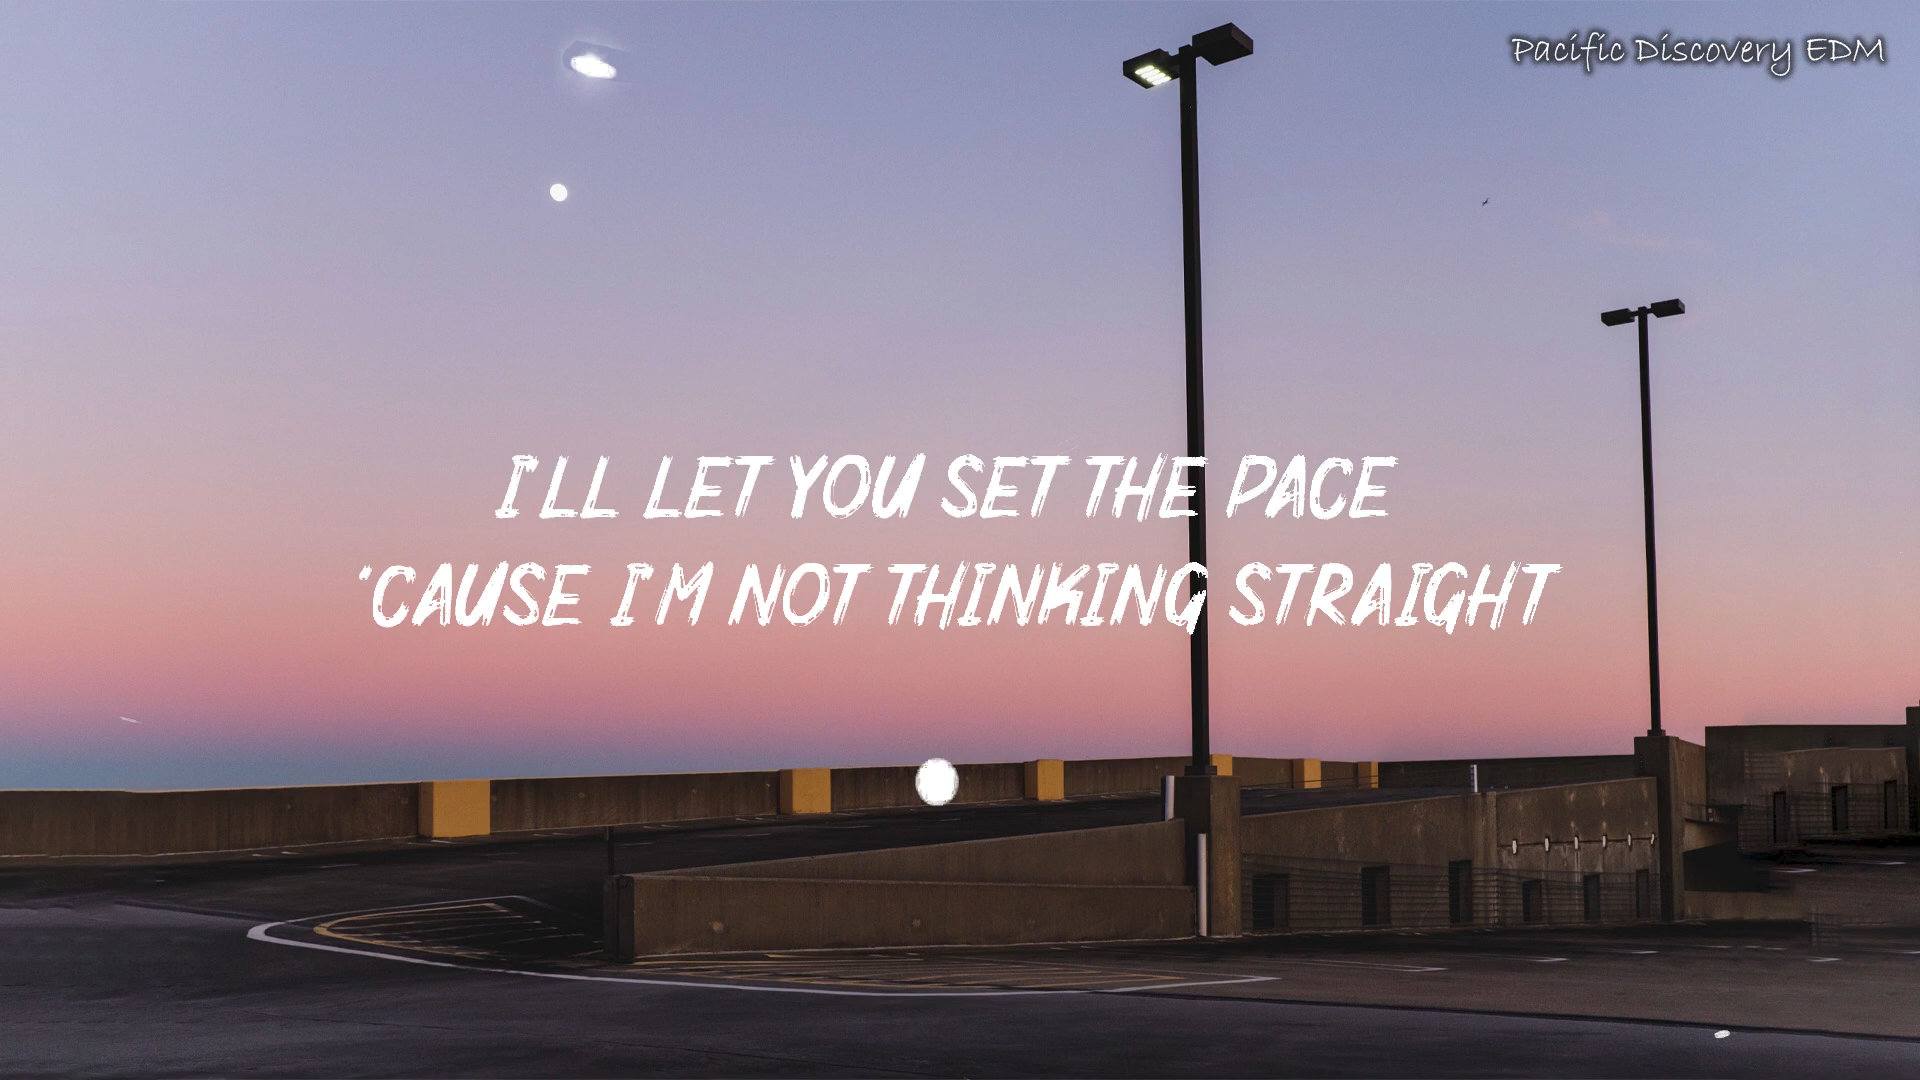 Pacific Discovery EDM
I'LL LET YOU SET THE PACE
'CAUSE I'M NOT THINKING STRAIGHT